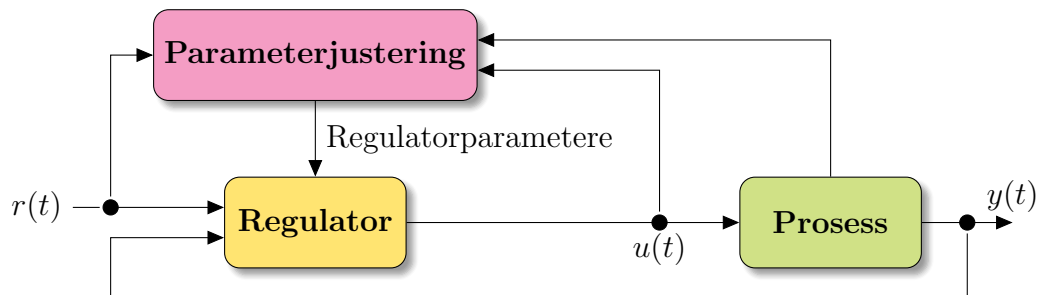 Parameterjustering
Regulatorparametere
r(t)
Regulator
u(t)
Prosess
y(t)